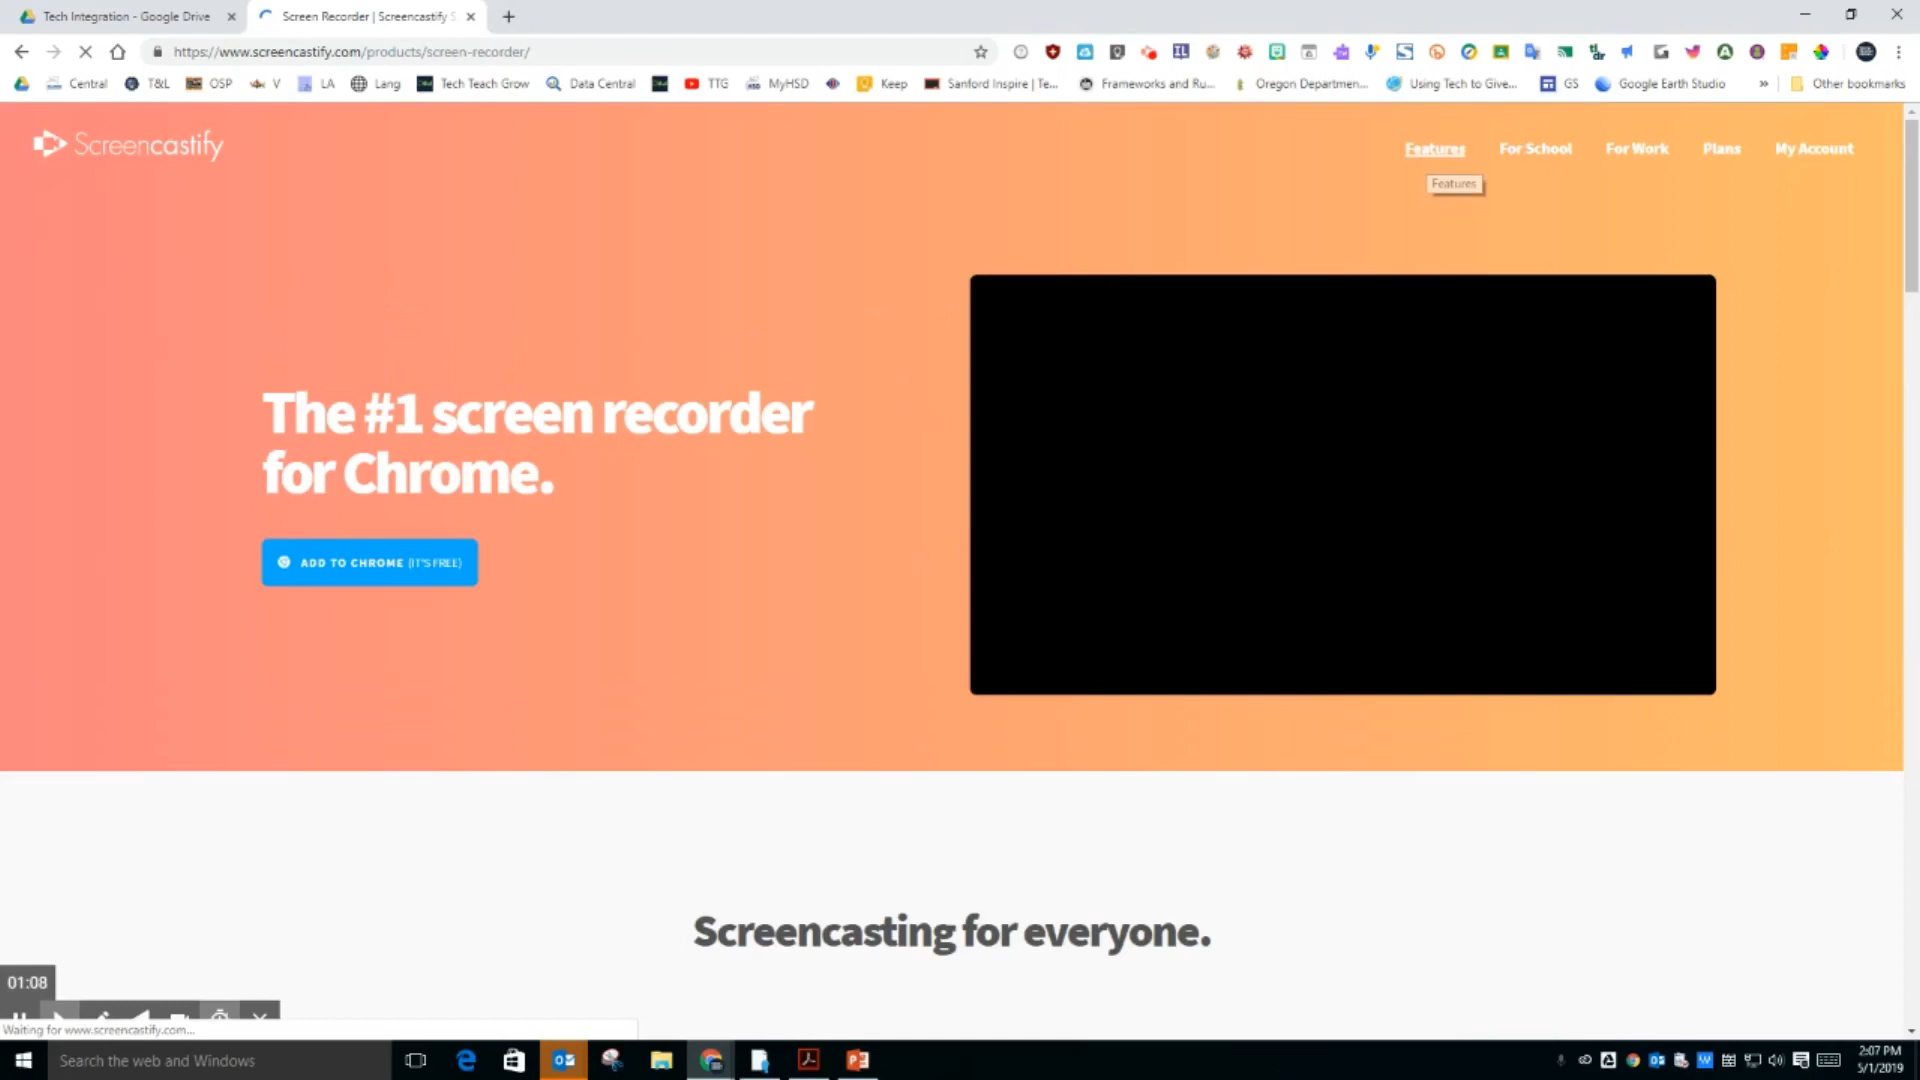 Tech Integration - Google Drive
Screen Recorder | Screencastify S
https://www.screencastify.com/products/screen-recorder/
Central T&L OSP V LA Lang Tech Teach Grow Data Central TTG MyHSD Keep Sanford Inspire | Te... Frameworks and Ru... Oregon Departmen... Using Tech to Give... GS Google Earth Studio » Other bookmarks
Screencastify
Features For School For Work Plans My Account
Features
The #1 screen recorder
for Chrome.
ADD TO CHROME (IT'S FREE)
Screencasting for everyone.
01:08
Waiting for www.screencastify.com...
Search the web and Windows
2:07 PM
5/1/2019